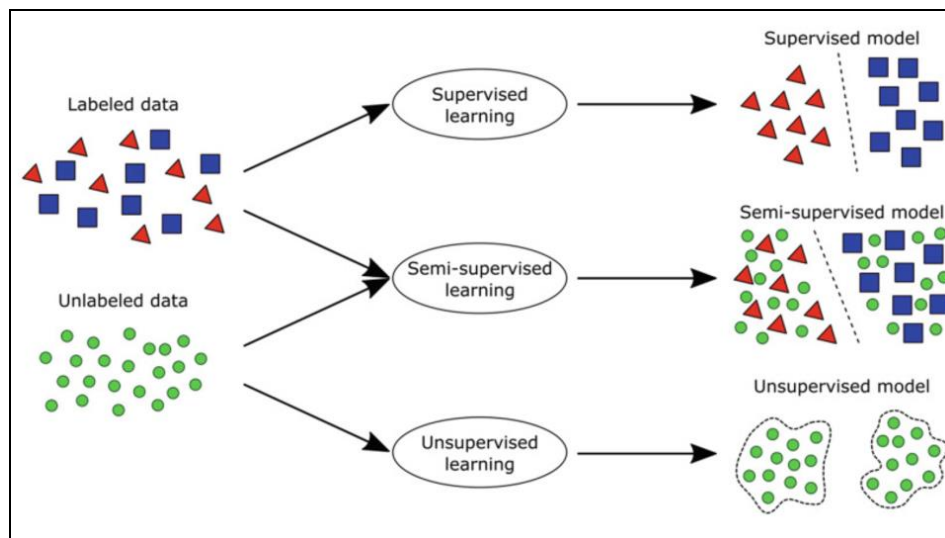 Labeled data
Unlabeled data
Supervised
learning
Semi-supervised
learning
Unsupervised
learning
Supervised model
Semi-supervised model
Unsupervised model